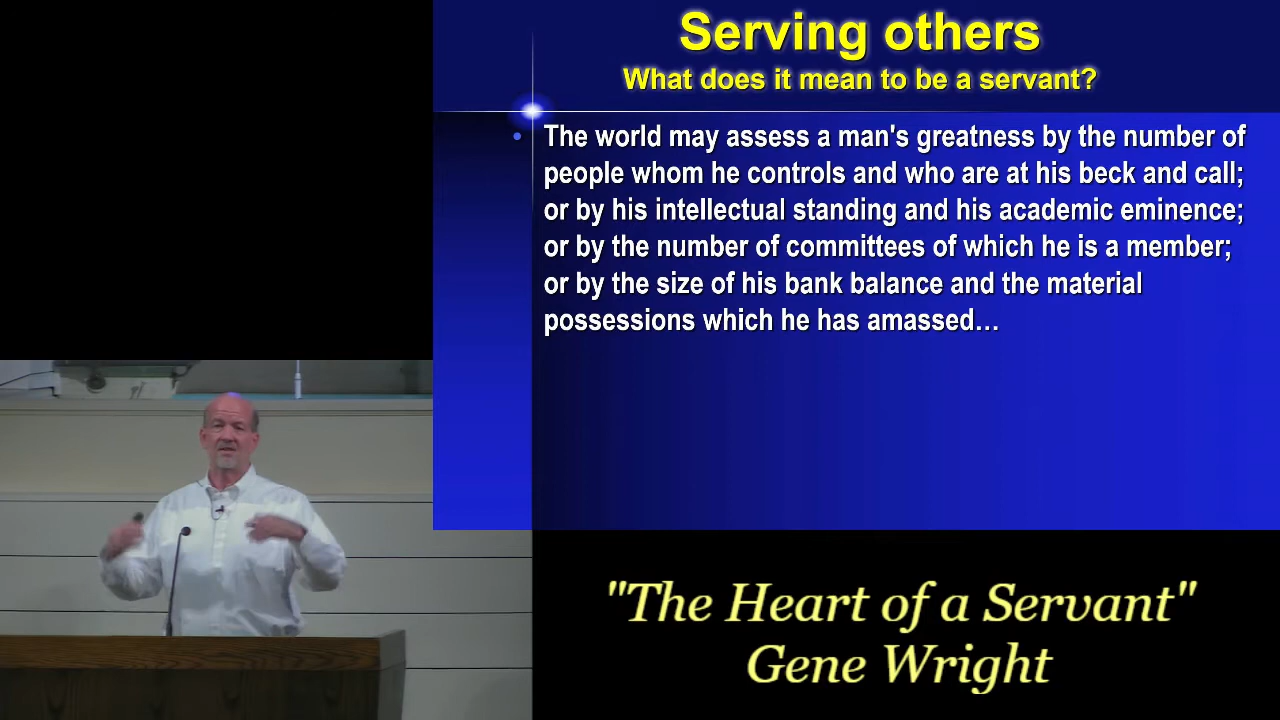 Serving others
What does it mean to be a servant?
• The world may assess a man's greatness by the number of
people whom he controls and who are at his beck and call;
or by his intellectual standing and his academic eminence;
or by the number of committees of which he is a member;
or by the size of his bank balance and the material
possessions which he has amassed…
"The Heart of a Servant"
Gene Wright